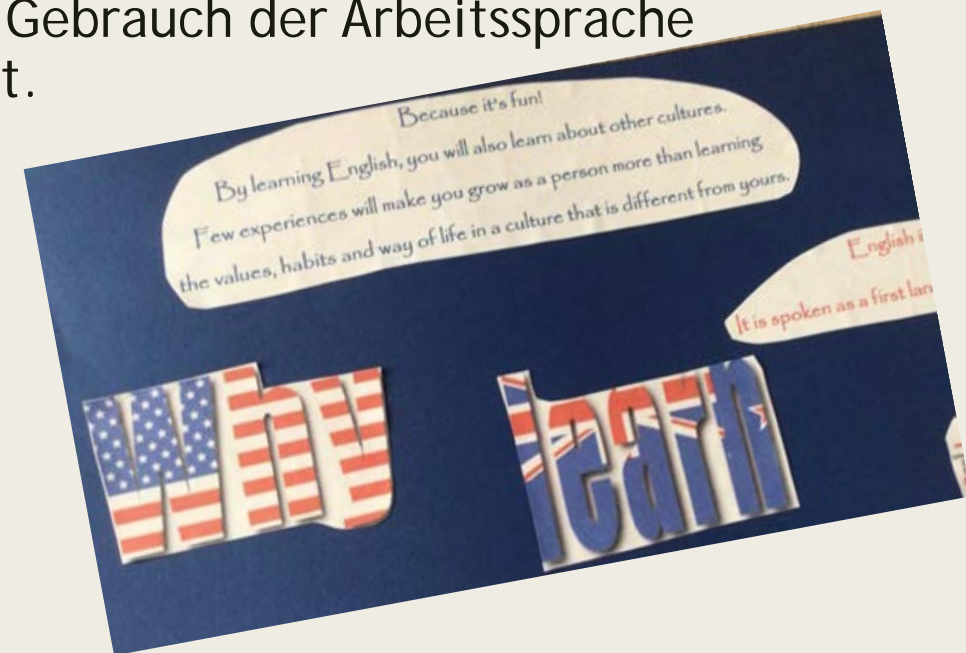 Gebrauch der Arbeitssprache
t.
Because it's fun!
By learning English, you will also learn about other cultures.
Few experiences will make you grow as a person more than learning
the values, habits and way of life in a culture that is different from yours.
English i
It is spoken as a first lan
Why learn